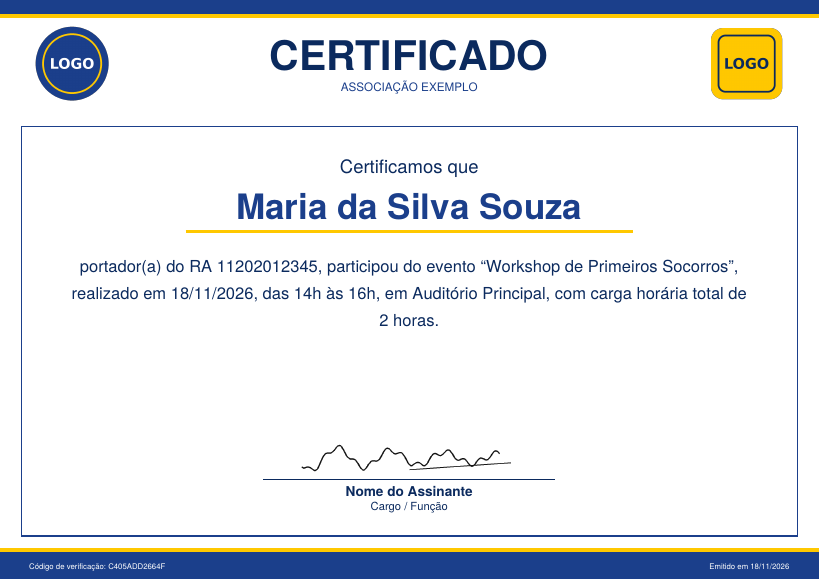 LOGO
CERTIFICADO
ASSOCIAÇÃO EXEMPLO
LOGO
Certificamos que
Maria da Silva Souza
portador(a) do RA 11202012345, participou do evento “Workshop de Primeiros Socorros”,
realizado em 18/11/2026, das 14h às 16h, em Auditório Principal, com carga horária total de
2 horas.
Nome do Assinante
Cargo / Função
Código de verificação: C405ADD2664F
Emitido em 18/11/2026